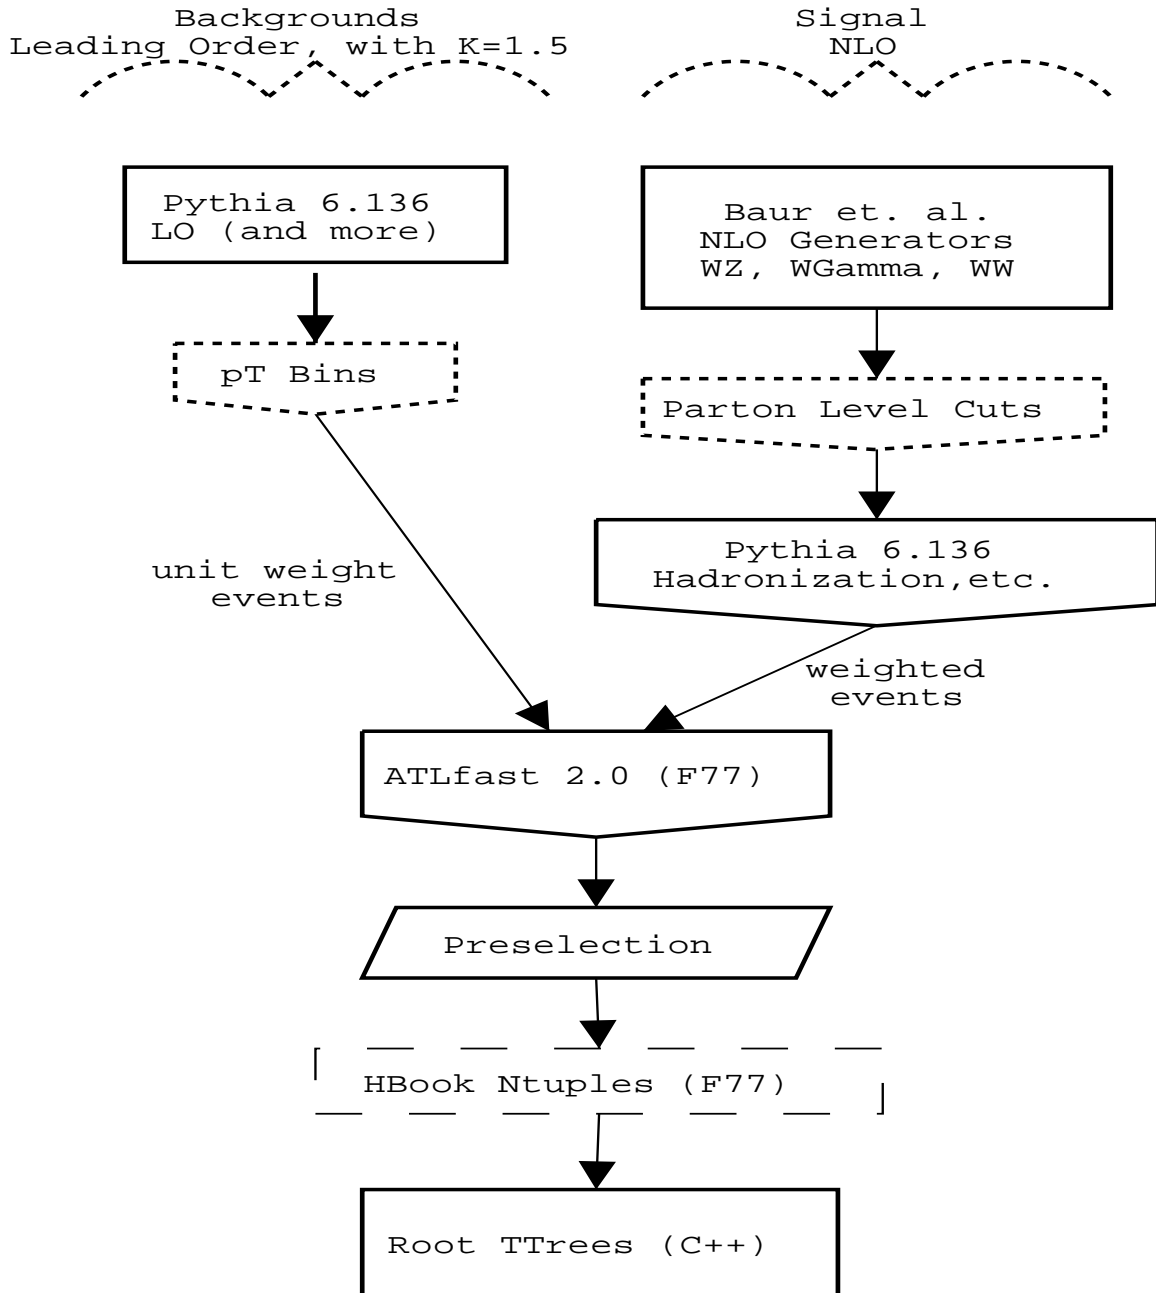 Backgrounds
Leading Order, with K=1.5
Signal
NLO
Pythia 6.136
LO (and more)
Baur et. al.
NLO Generators
WZ, WGamma, WW
pT Bins
Parton Level Cuts
unit weight
events
Pythia 6.136
Hadronization,etc.
weighted
events
ATLfast 2.0 (F77)
Preselection
HBook Ntuples (F77)
Root TTrees (C++)